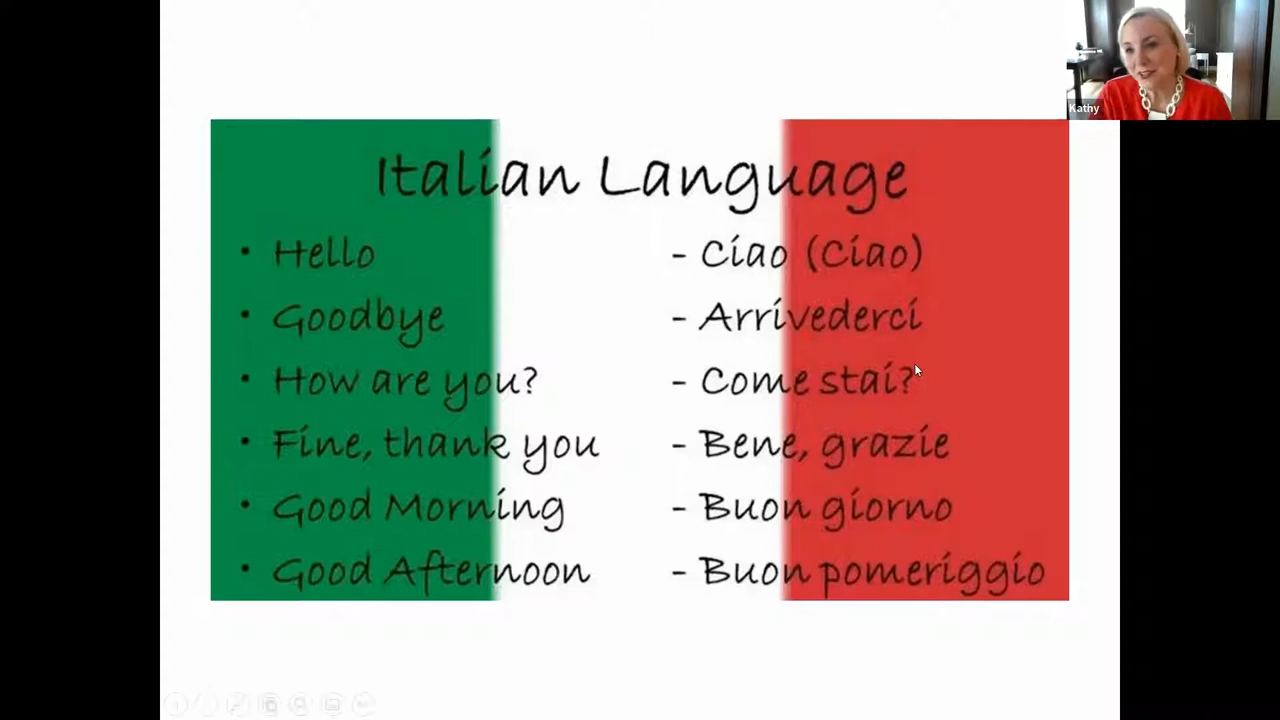 Kathy
Italian Language
• Hello - Ciao (Ciao)
• Goodbye - Arrivederci
• How are you? - Come stai?
• Fine, thank you - Bene, grazie
• Good Morning - Buon giorno
• Good Afternoon - Buon pomeriggio